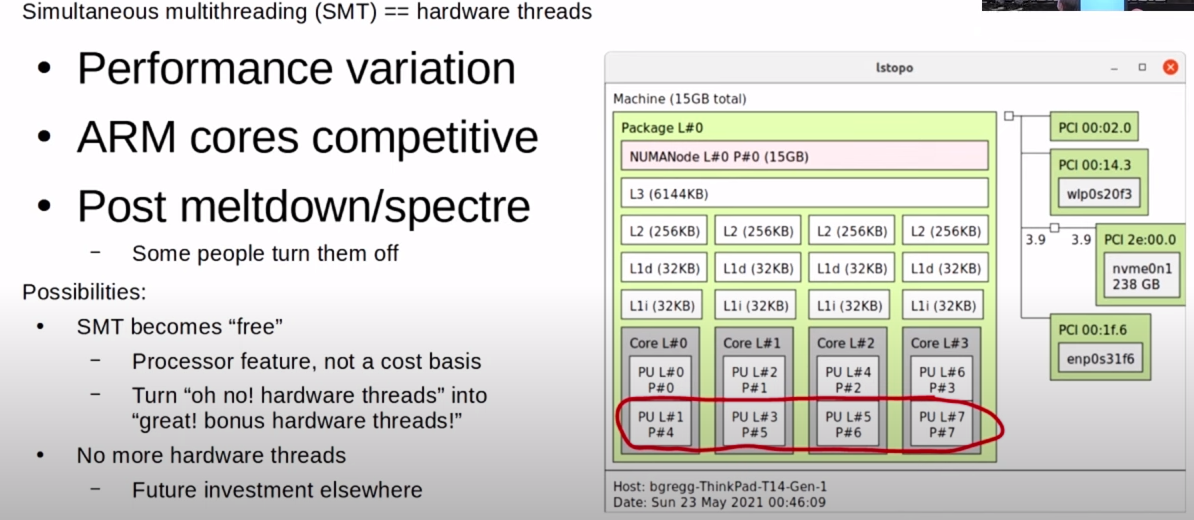 Simultaneous multithreading (SMT) == hardware threads
• Performance variation
• ARM cores competitive
• Post meltdown/spectre
– Some people turn them off
Possibilities:
• SMT becomes “free”
– Processor feature, not a cost basis
– Turn “oh no! hardware threads” into
“great! bonus hardware threads!”
• No more hardware threads
– Future investment elsewhere
lstopo
Machine (15GB total)
Package L#0
NUMANode L#0 P#0 (15GB)
L3 (6144KB)
L2 (256KB) L2 (256KB) L2 (256KB) L2 (256KB)
L1d (32KB) L1d (32KB) L1d (32KB) L1d (32KB)
L1i (32KB) L1i (32KB) L1i (32KB) L1i (32KB)
Core L#0 Core L#1 Core L#2 Core L#3
PU L#0 PU L#2 PU L#4 PU L#6
P#0 P#1 P#2 P#3
PU L#1 PU L#3 PU L#5 PU L#7
P#4 P#5 P#6 P#7
PCI 00:02.0
PCI 00:14.3
wlp0s20f3
3.9 3.9 PCI 2e:00.0
nvme0n1
238 GB
PCI 00:1f.6
enp0s31f6
Host: bgregg-ThinkPad-T14-Gen-1
Date: Sun 23 May 2021 00:46:09